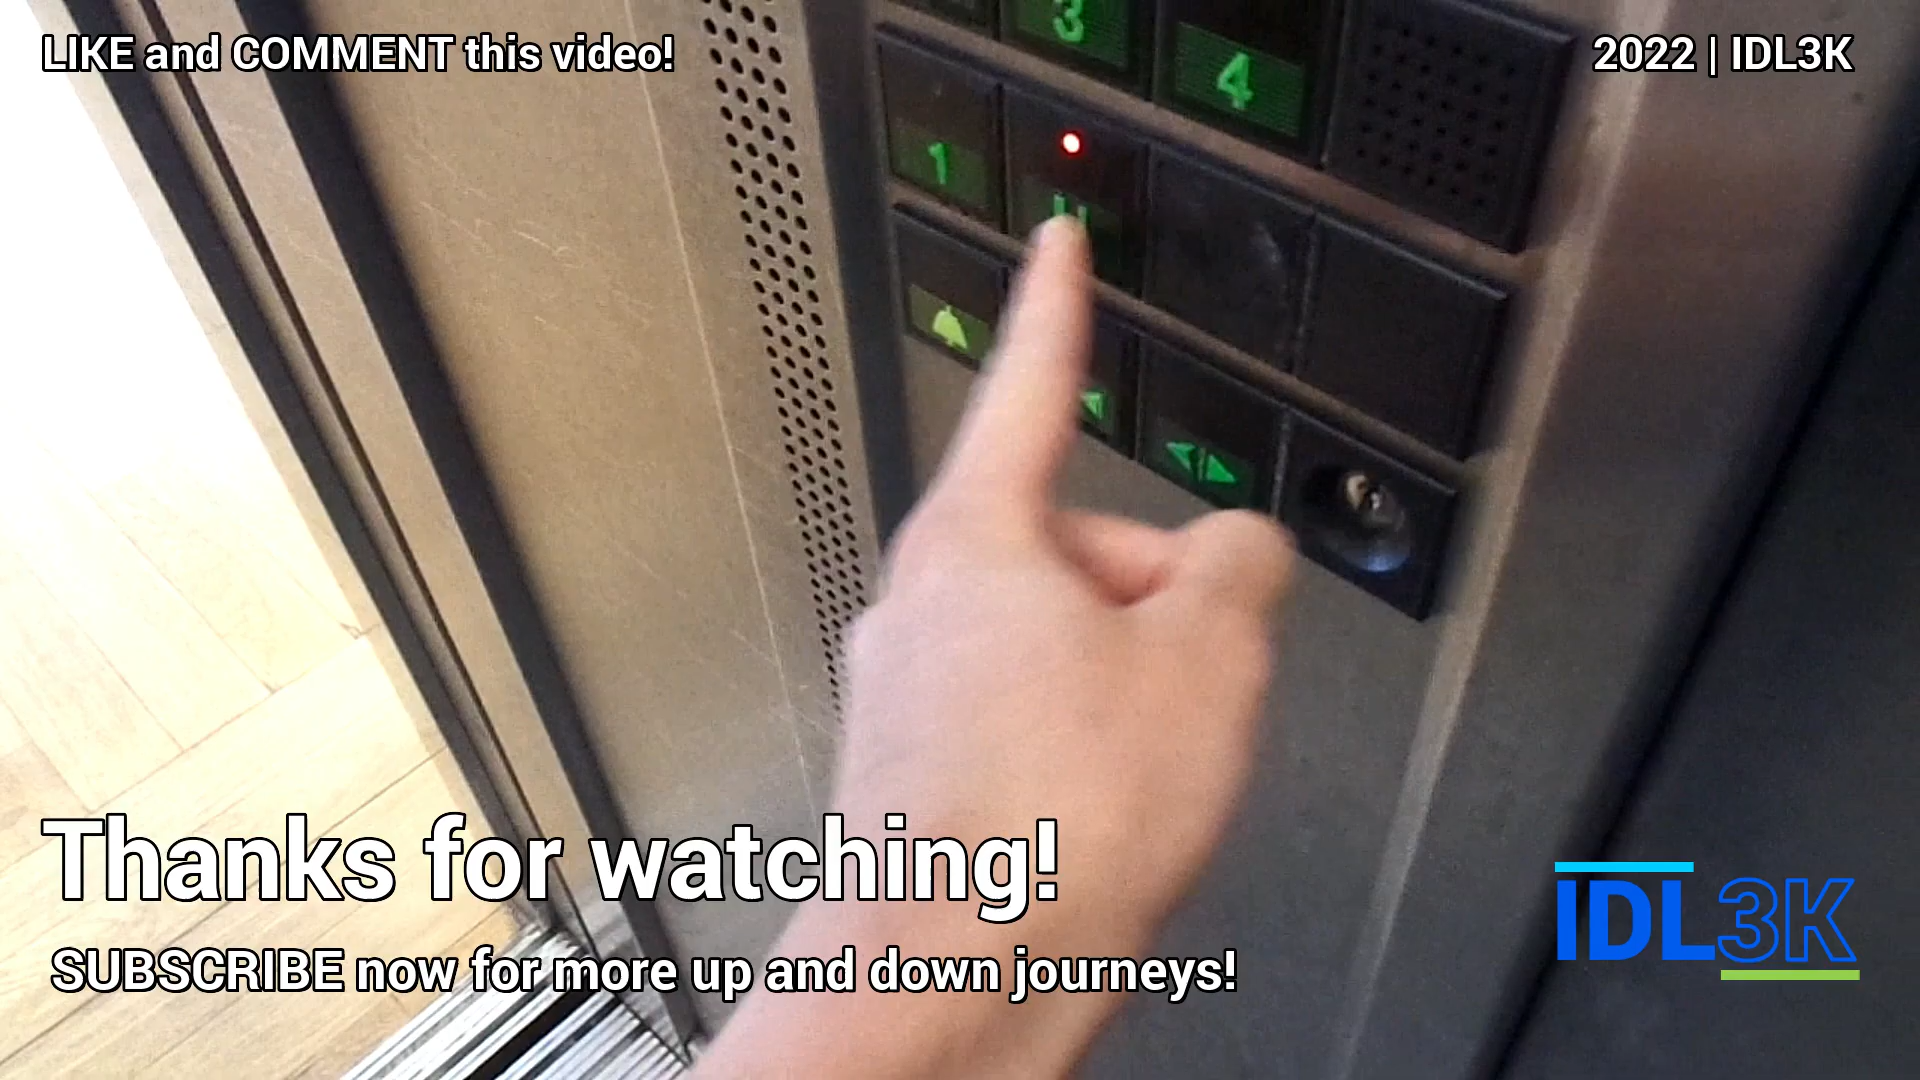 LIKE and COMMENT this video!
2022 | IDL3K
3
4
1
Thanks for watching!
SUBSCRIBE now for more up and down journeys!
IDL3K